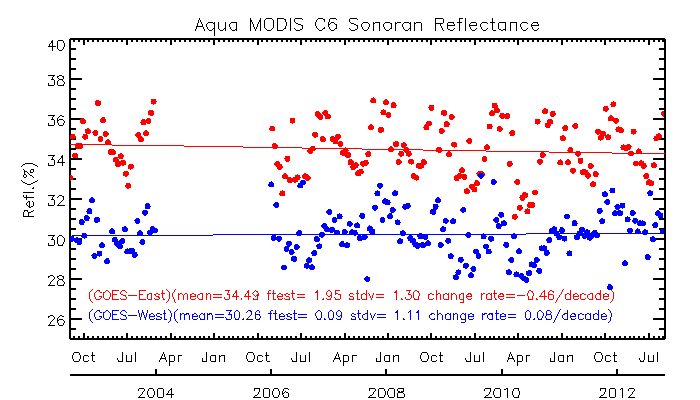 Aqua MODIS C6 Sonoran Reflectance
40
38
36
34
32
30
28
26
Refl.(%)
(GOES-East)(mean=34.49 ftest= 1.95 stdv= 1.30 change rate=-0.46/decade)
(GOES-West)(mean=30.26 ftest= 0.09 stdv= 1.11 change rate= 0.08/decade)
Oct Jul Apr Jan Oct Jul Apr Jan Oct Jul Apr Jan Oct Jul
2004 2006 2008 2010 2012